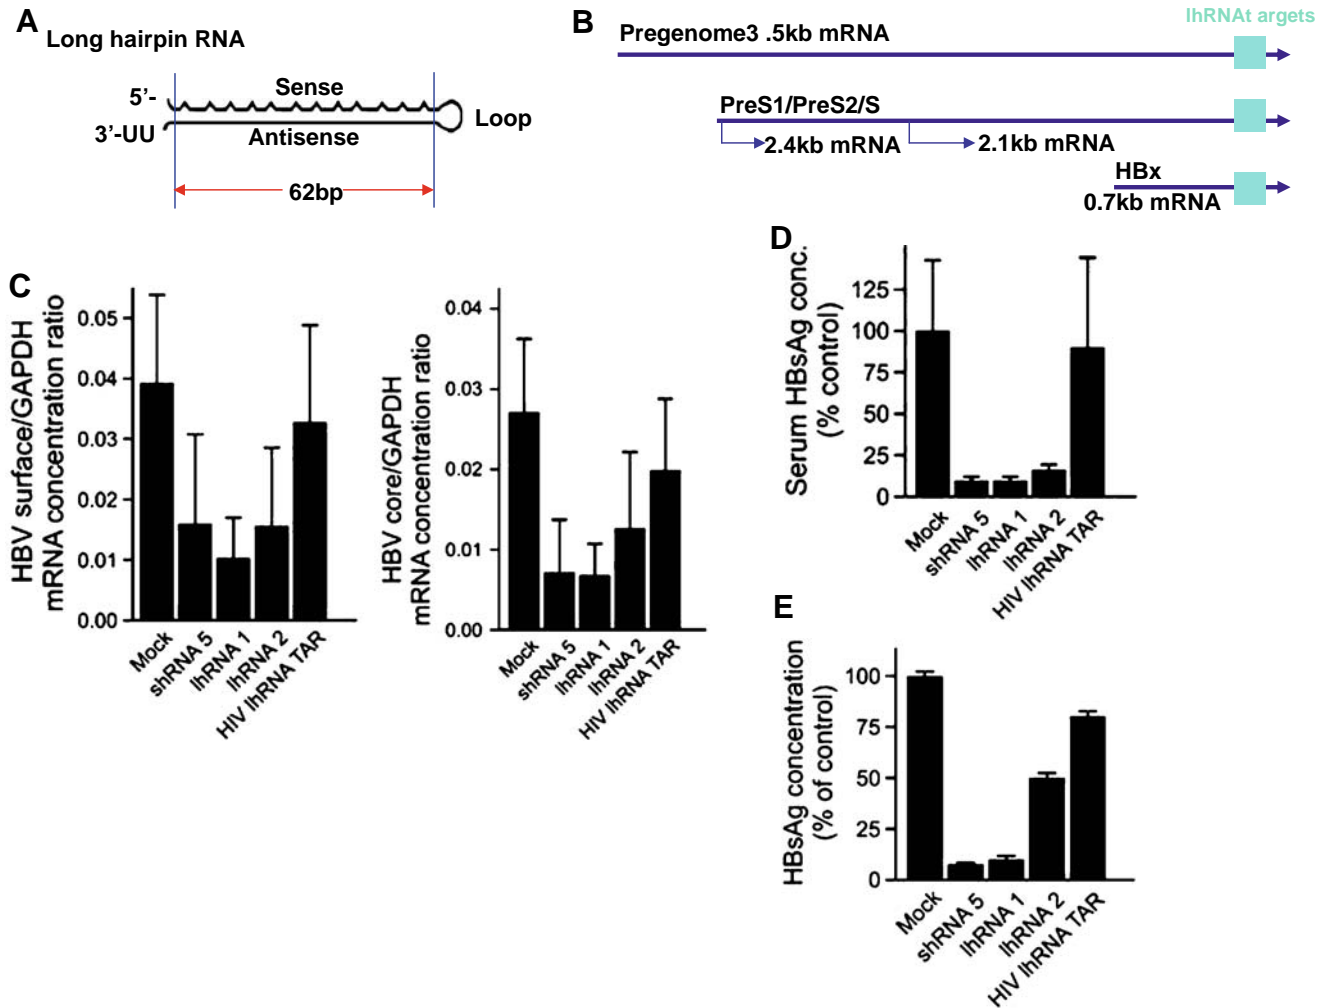 A
Long hairpin RNA
5’-
Sense
Loop
3’-UU
Antisense
62bp
B
lhRNAt argets
Pregenome3 .5kb mRNA
PreS1/PreS2/S
2.4kb mRNA
2.1kb mRNA
HBx
0.7kb mRNA
C
HBV surface/GAPDH
mRNA concentration ratio
0.05
0.04
0.03
0.02
0.01
0.00
Mock
shRNA 5
lhRNA 1
lhRNA 2
HIV lhRNA TAR
HBV core/GAPDH
mRNA concentration ratio
0.04
0.03
0.02
0.01
0.00
Mock
shRNA 5
lhRNA 1
lhRNA 2
HIV lhRNA TAR
D
Serum HBsAg conc.
(% control)
125
100
75
50
25
0
Mock
shRNA 5
lhRNA 1
lhRNA 2
HIV lhRNA TAR
E
HBsAg concentration
(% of control)
100
75
50
25
0
Mock
shRNA 5
lhRNA 1
lhRNA 2
HIV lhRNA TAR